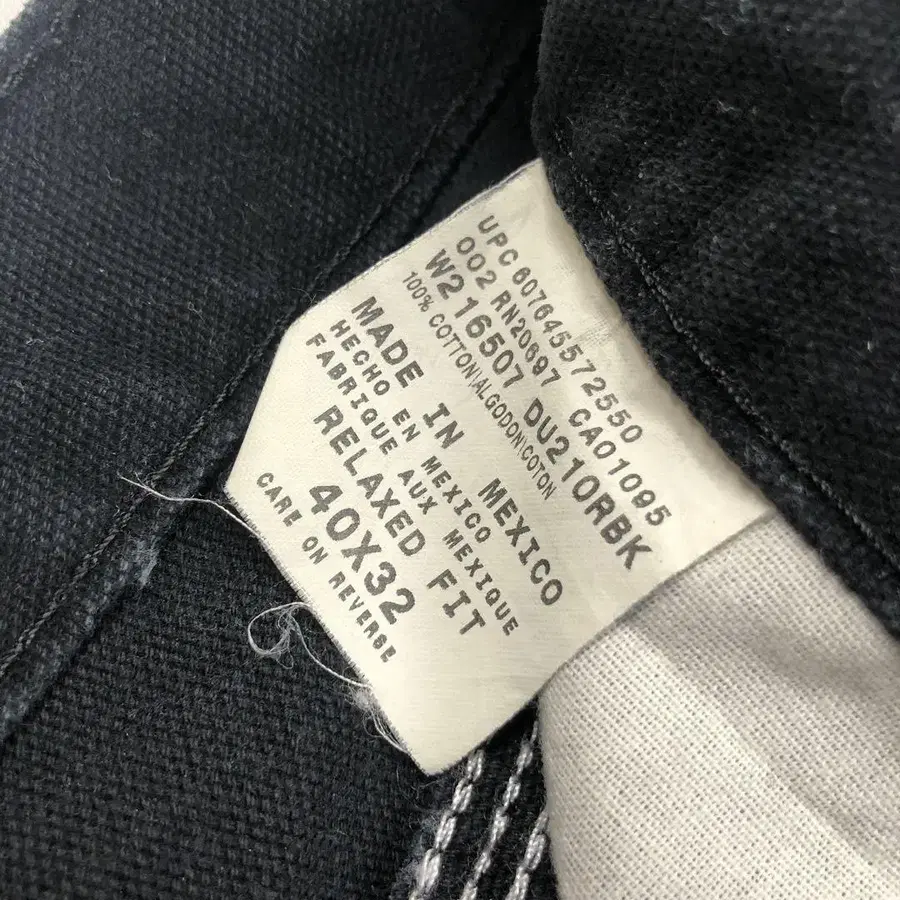 UPC 607645572550
002 RN20697 CA01095
W216507 DU210RBK
100% COTTON\ALGODON\COTON
MADE IN MEXICO
HECHO EN MEXICO
FABRIQUE AUX MEXIQUE
RELAXED FIT
40X32
CARE ON REVERSE